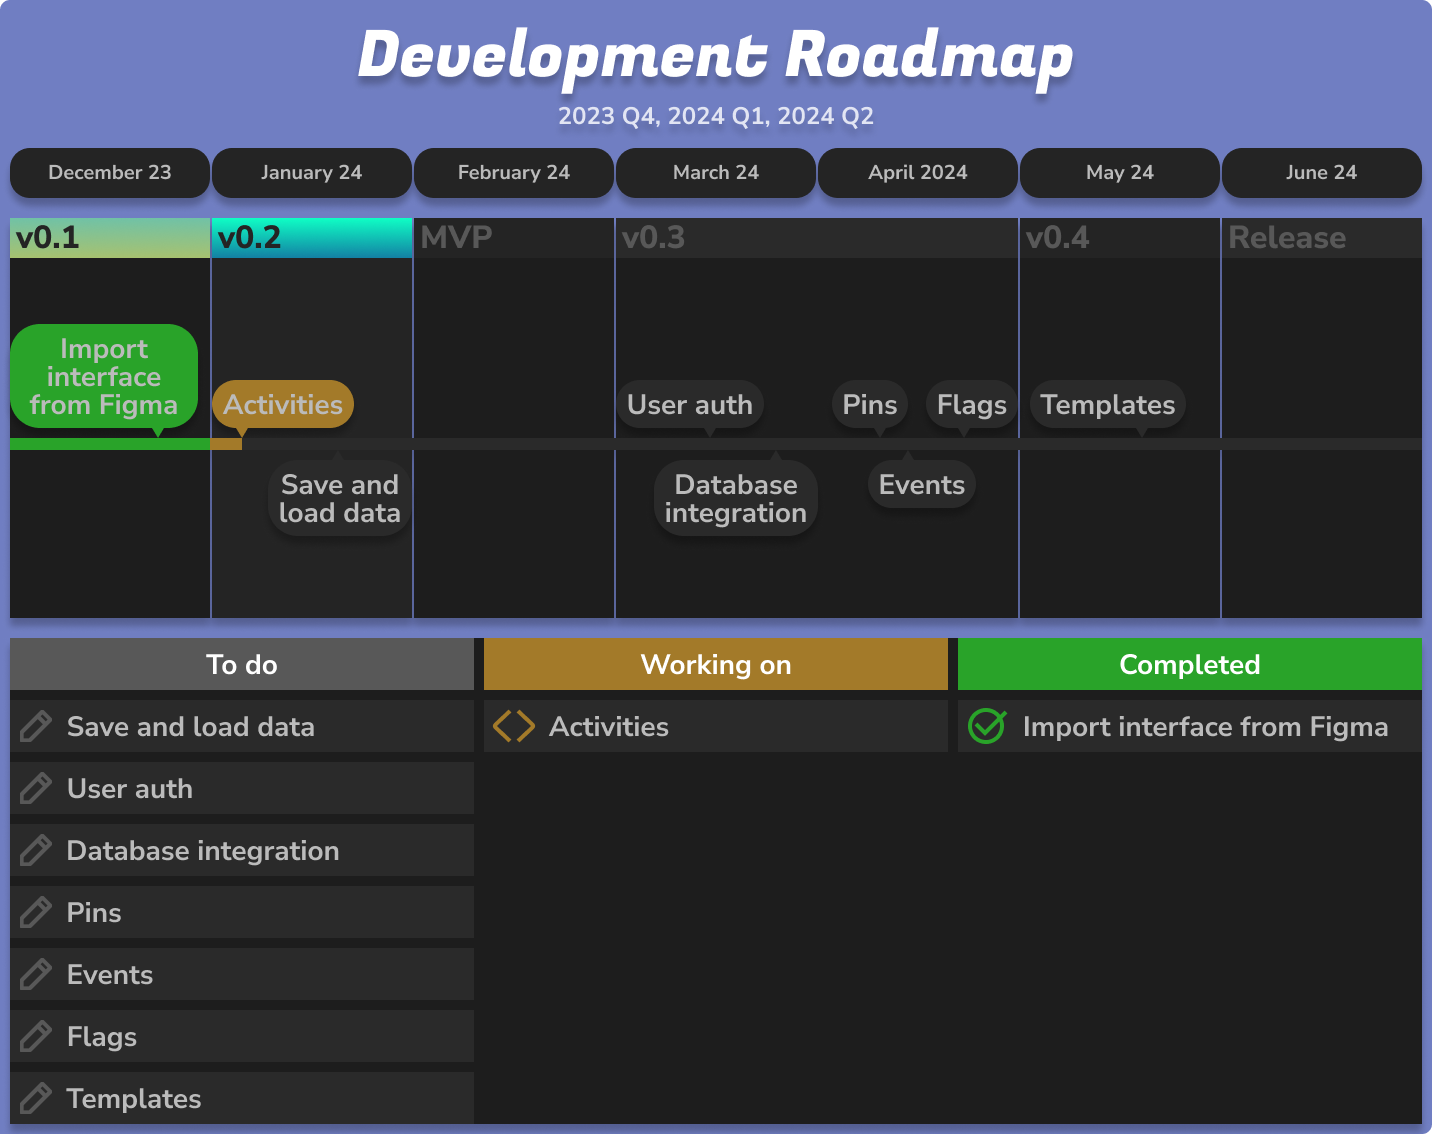 Development Roadmap
2023 Q4, 2024 Q1, 2024 Q2
December 23
January 24
February 24
March 24
April 2024
May 24
June 24
v0.1
v0.2
MVP
v0.3
v0.4
Release
Import
interface
from Figma
Activities
User auth
Pins
Flags
Templates
Save and
load data
Database
integration
Events
To do
Working on
Completed
Save and load data
Activities
Import interface from Figma
User auth
Database integration
Pins
Events
Flags
Templates